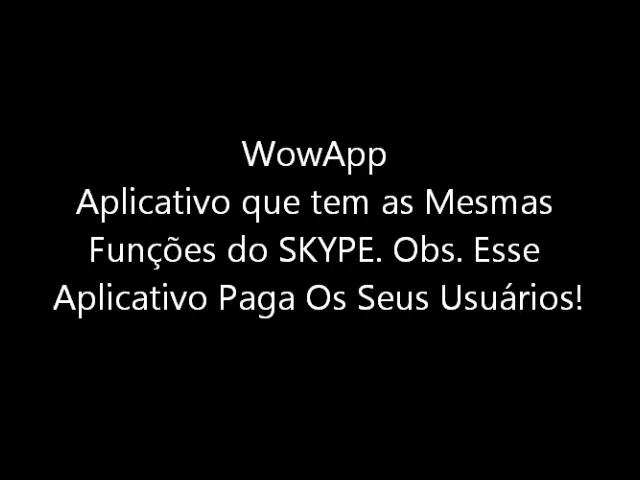 WowApp
Aplicativo que tem as Mesmas
Funções do SKYPE. Obs. Esse
Aplicativo Paga Os Seus Usuários!